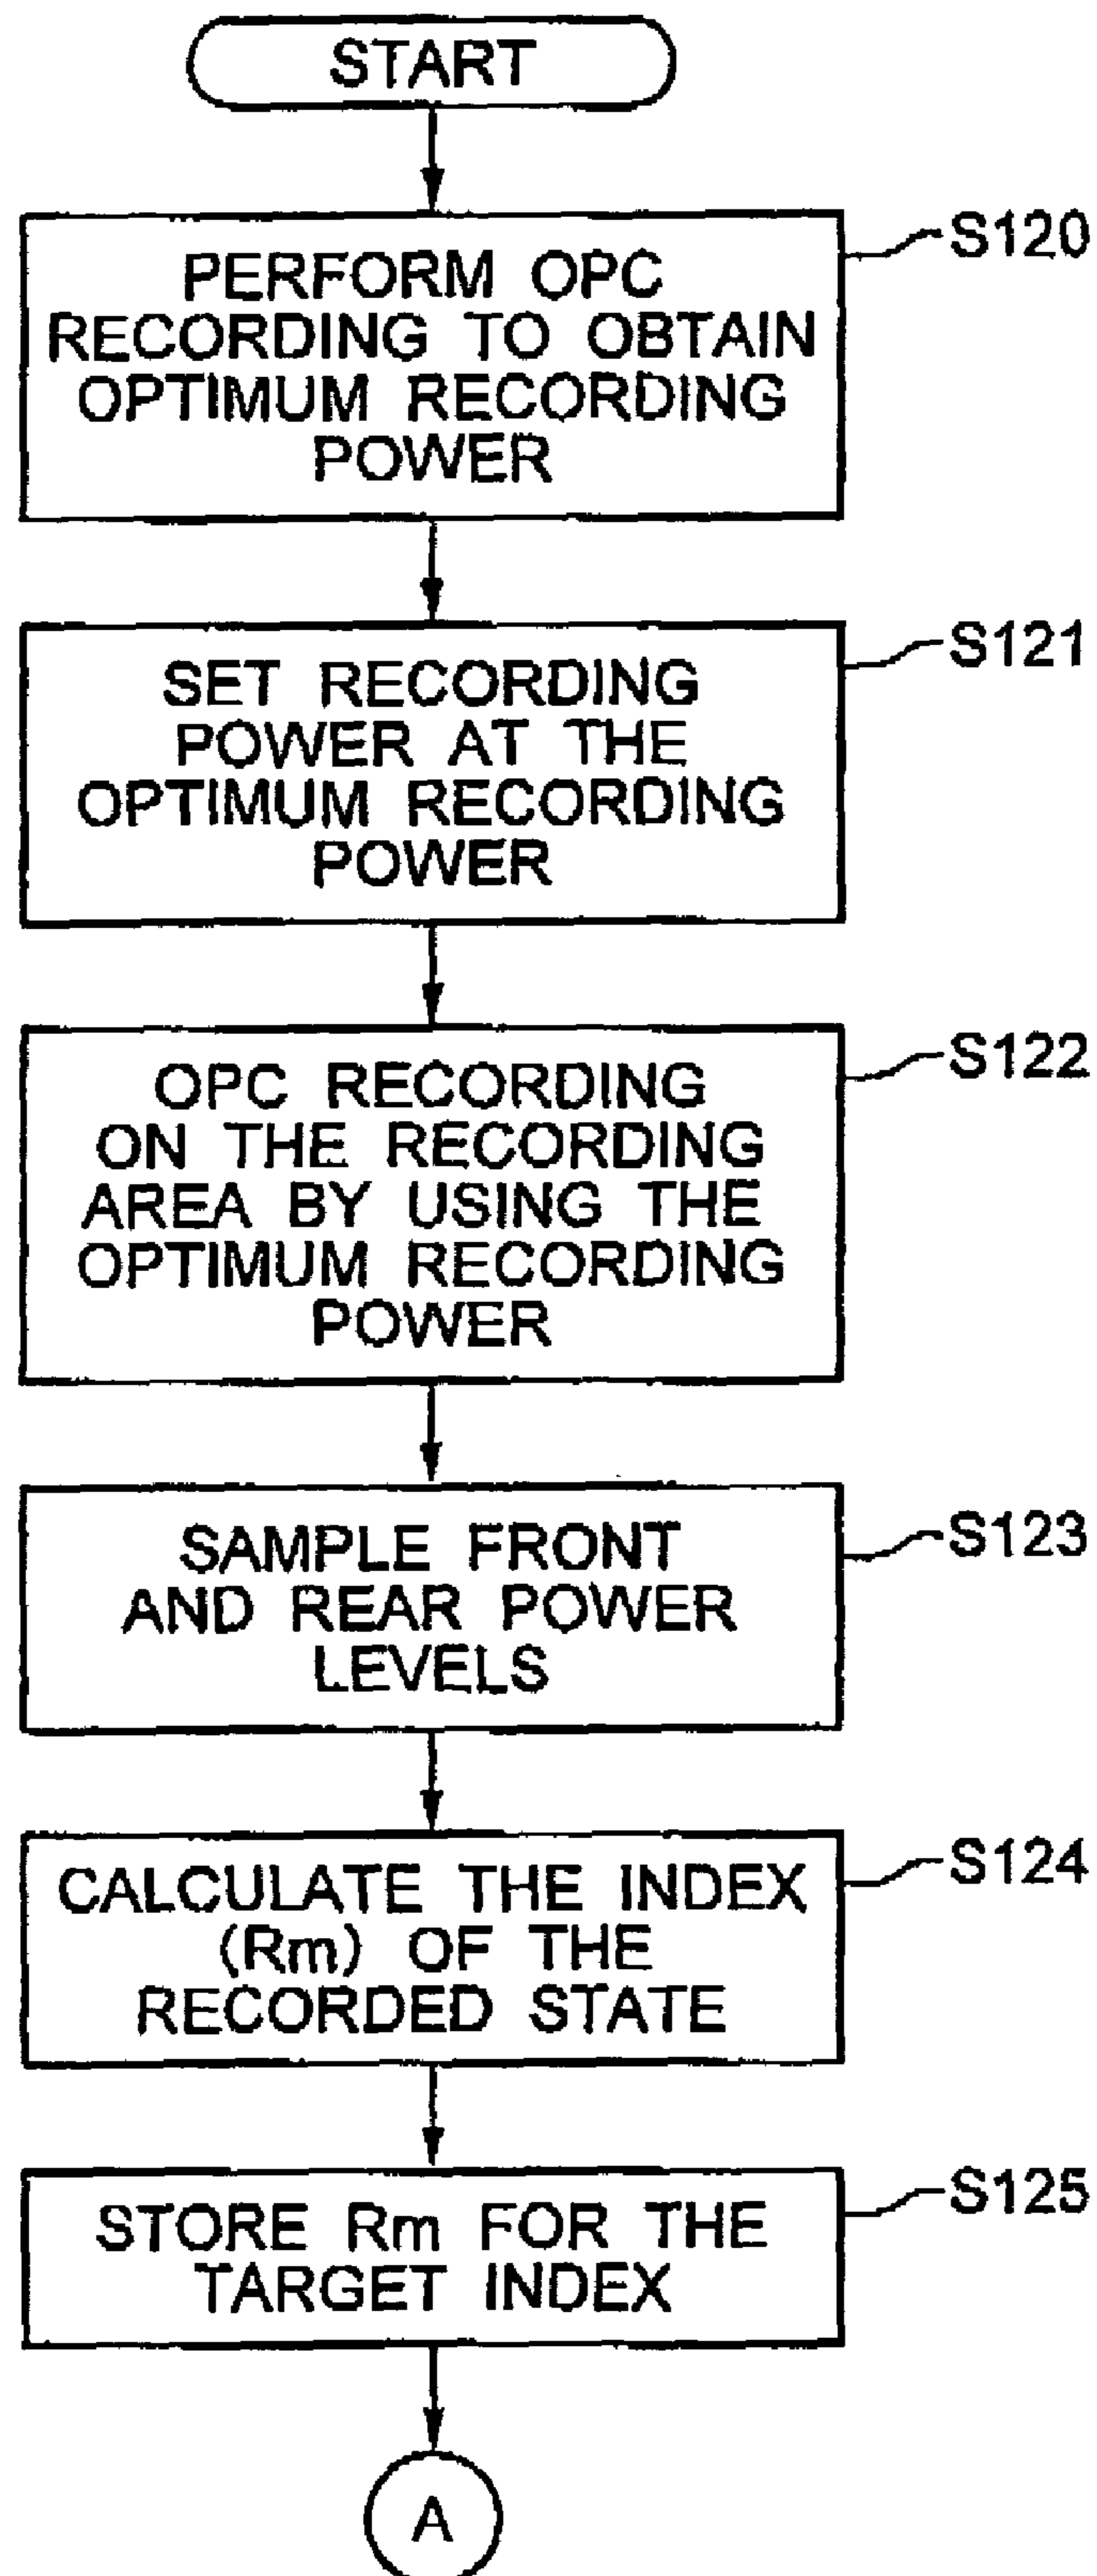 START
PERFORM OPC
RECORDING TO OBTAIN
OPTIMUM RECORDING
POWER
S120
SET RECORDING
POWER AT THE
OPTIMUM RECORDING
POWER
S121
OPC RECORDING
ON THE RECORDING
AREA BY USING THE
OPTIMUM RECORDING
POWER
S122
SAMPLE FRONT
AND REAR POWER
LEVELS
S123
CALCULATE THE INDEX
(Rm) OF THE
RECORDED STATE
S124
STORE Rm FOR THE
TARGET INDEX
S125
A